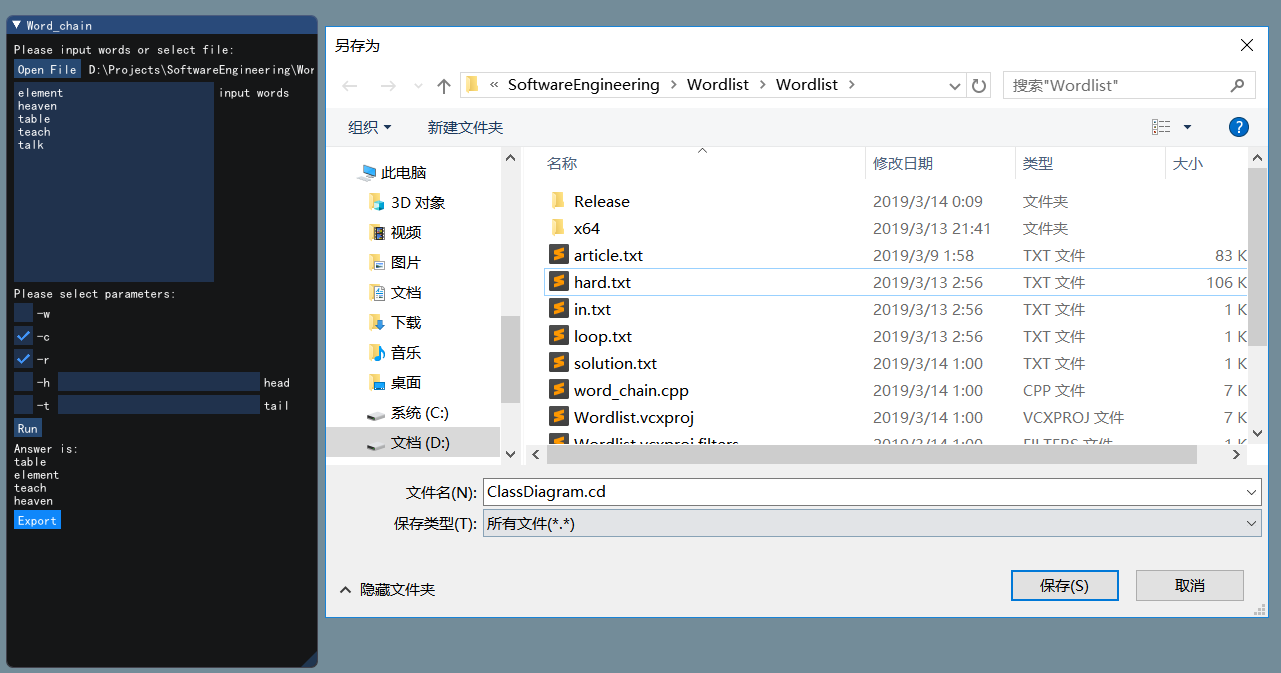 Word_chain
Please input words or select file:
Open File D:\Projects\SoftwareEngineering\Wor
element
heaven
table
teach
talk
input words
Please select parameters:
-w
-c
-r
-h head
-t tail
Run
Answer is:
table
element
teach
heaven
Export
另存为
« SoftwareEngineering › Wordlist › Wordlist ›
搜索"Wordlist"
组织 新建文件夹
此电脑
3D 对象
视频
图片
文档
下载
音乐
桌面
系统 (C:)
文档 (D:)
名称 修改日期 类型 大小
Release 2019/3/14 0:09 文件夹
x64 2019/3/13 21:41 文件夹
article.txt 2019/3/9 1:58 TXT 文件 83 K
hard.txt 2019/3/13 2:56 TXT 文件 106 K
in.txt 2019/3/13 2:56 TXT 文件 1 K
loop.txt 2019/3/13 2:56 TXT 文件 1 K
solution.txt 2019/3/14 1:00 TXT 文件 1 K
word_chain.cpp 2019/3/14 1:00 CPP 文件 7 K
Wordlist.vcxproj 2019/3/14 1:00 VCXPROJ 文件 7 K
Wordlist.vcxproj.filters 2019/3/14 1:00 FILTERS 文件 1 K
文件名(N): ClassDiagram.cd
保存类型(T): 所有文件(*.*)
隐藏文件夹
保存(S) 取消